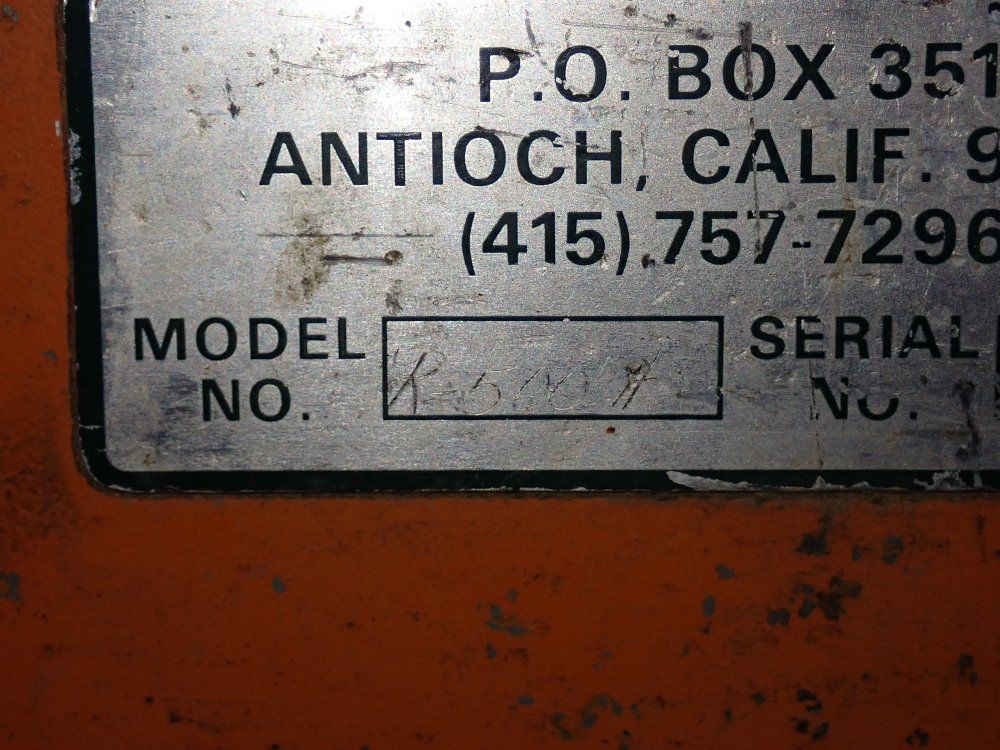 P.O. BOX 351
ANTIOCH, CALIF. 9
(415) 757-7296
MODEL NO.
SERIAL NO.